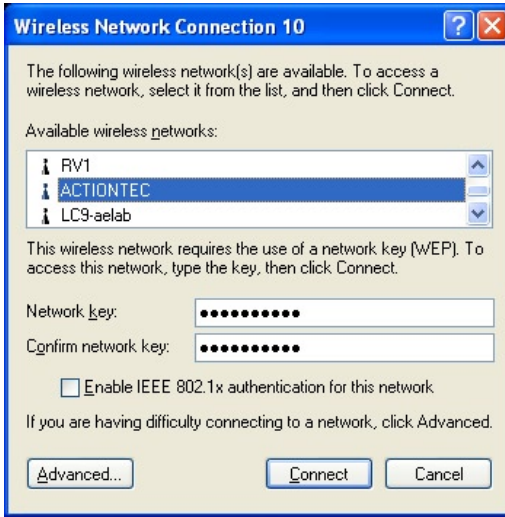 Wireless Network Connection 10
The following wireless network(s) are available. To access a
wireless network, select it from the list, and then click Connect.
Available wireless networks:
RV1
ACTIONTEC
LC9-aelab
This wireless network requires the use of a network key (WEP). To
access this network, type the key, then click Connect.
Network key: ●●●●●●●●●●
Confirm network key: ●●●●●●●●●●
Enable IEEE 802.1x authentication for this network
If you are having difficulty connecting to a network, click Advanced.
Advanced... Connect Cancel